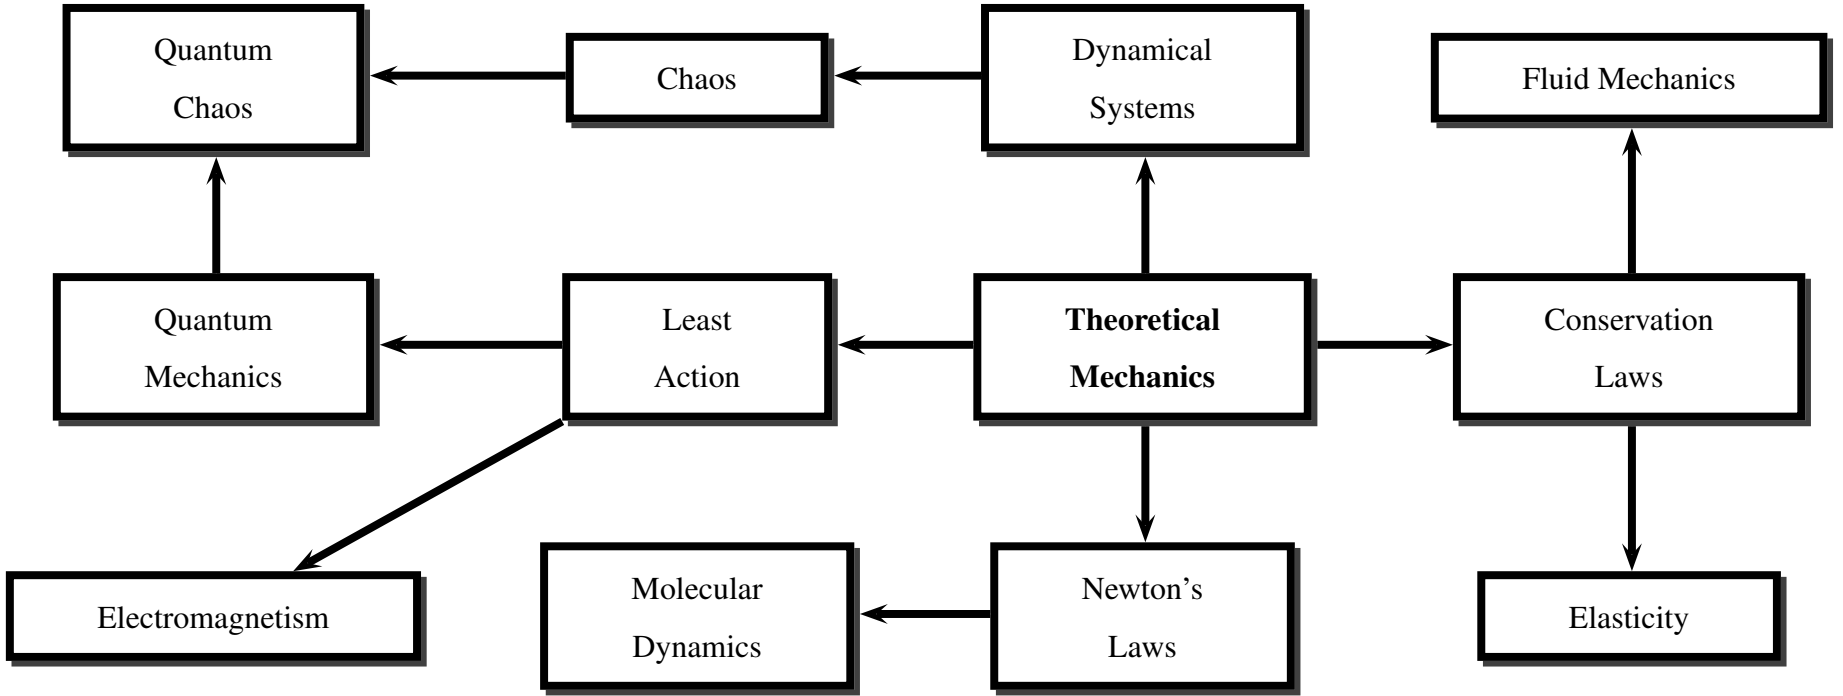 Quantum
Chaos
Chaos
Dynamical
Systems
Fluid Mechanics
Quantum
Mechanics
Least
Action
Theoretical
Mechanics
Conservation
Laws
Electromagnetism
Molecular
Dynamics
Newton’s
Laws
Elasticity